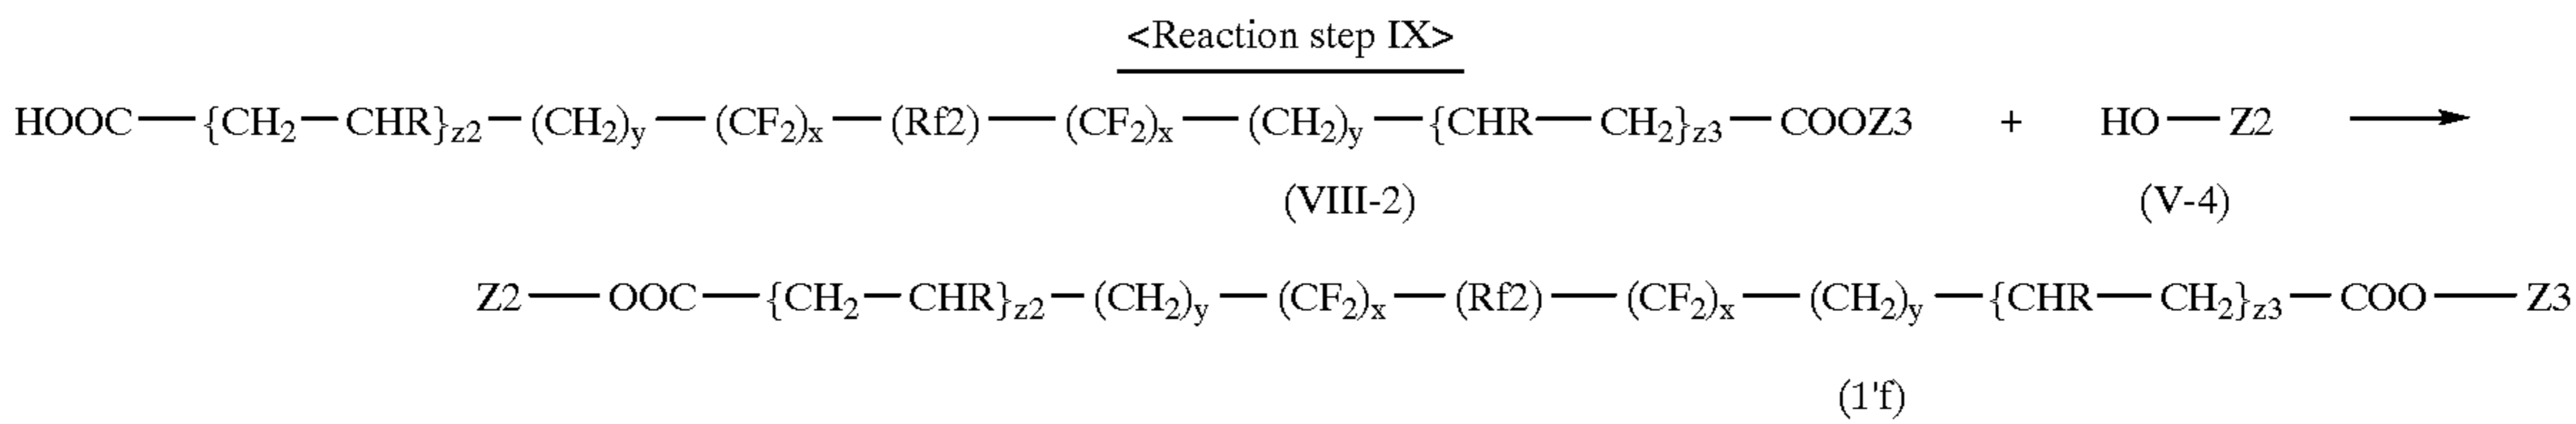 <Reaction step IX>
HOOC—{CH₂—CHR}z2—(CH₂)y—(CF₂)x—(Rf2)—(CF₂)x—(CH₂)y—{CHR—CH₂}z3—COOZ3 + HO—Z2 →
(VIII-2) (V-4)
Z2—OOC—{CH₂—CHR}z2—(CH₂)y—(CF₂)x—(Rf2)—(CF₂)x—(CH₂)y—{CHR—CH₂}z3—COO—Z3
(1'f)